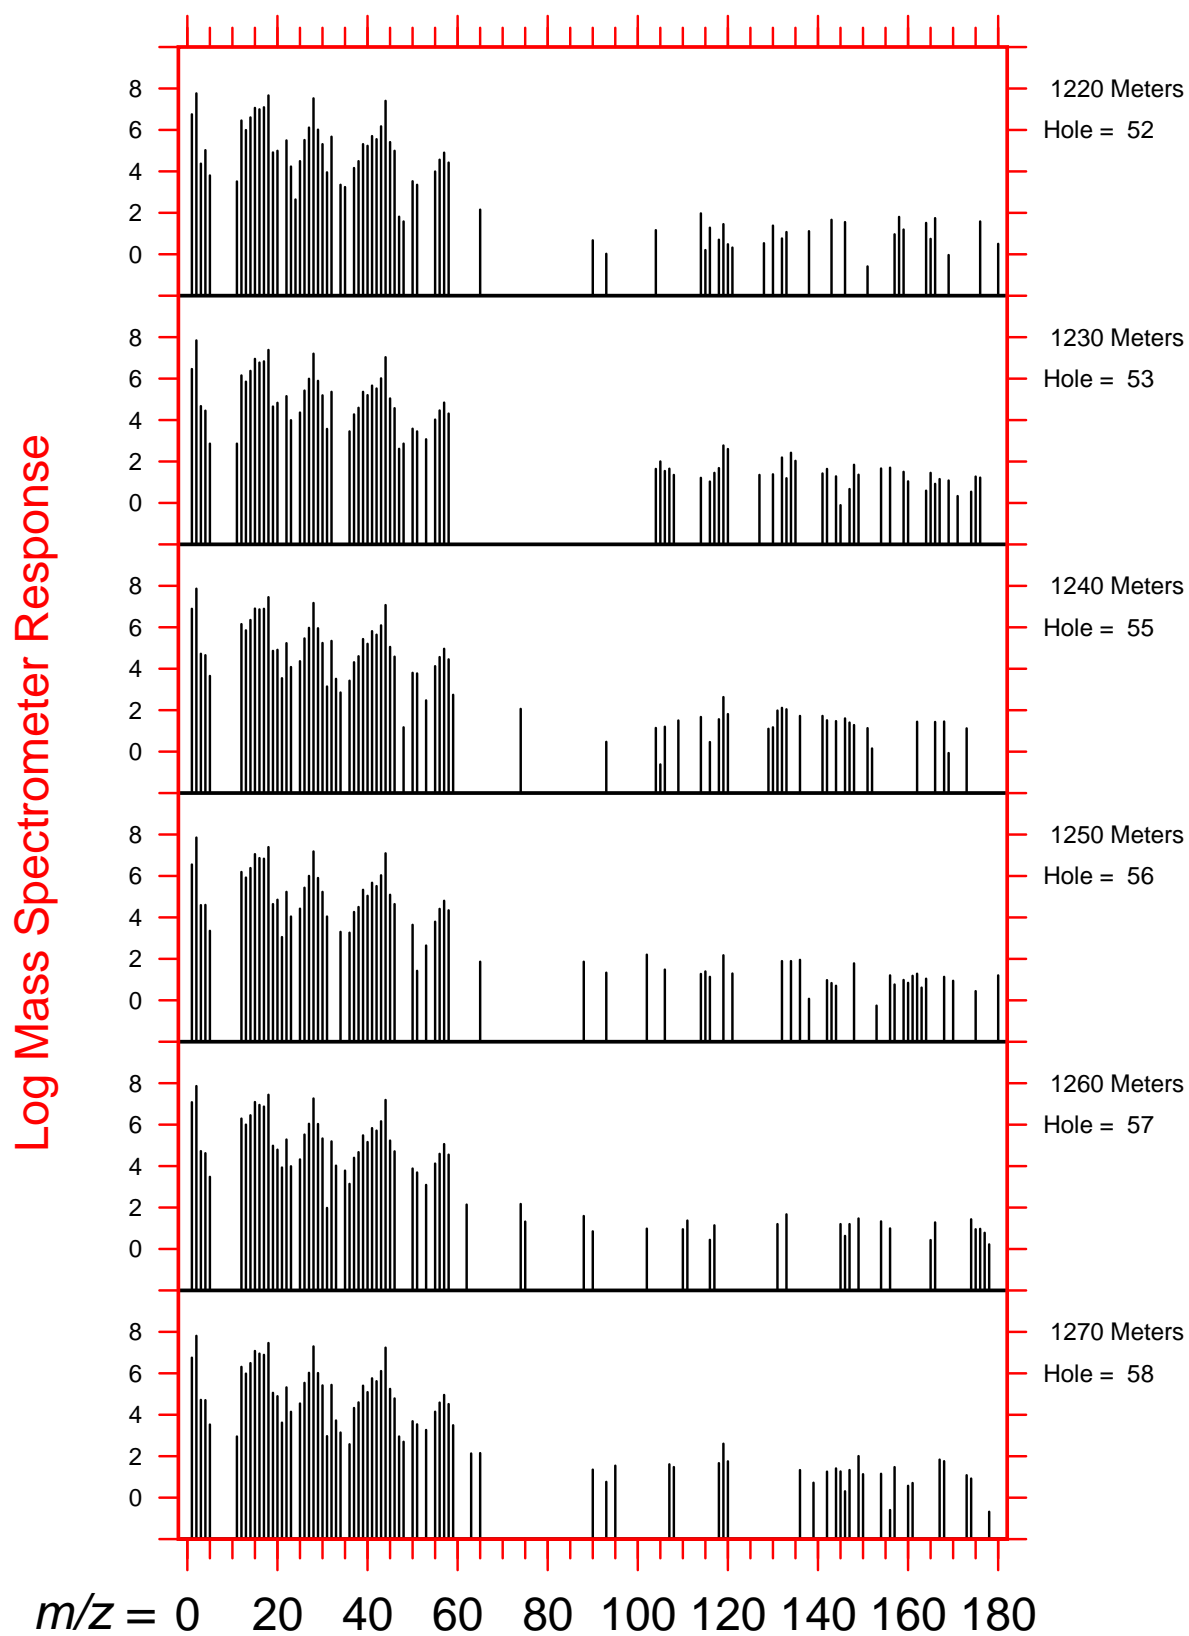 Log Mass Spectrometer Response
8
6
4
2
0
1220 Meters
Hole = 52
8
6
4
2
0
1230 Meters
Hole = 53
8
6
4
2
0
1240 Meters
Hole = 55
8
6
4
2
0
1250 Meters
Hole = 56
8
6
4
2
0
1260 Meters
Hole = 57
8
6
4
2
0
1270 Meters
Hole = 58
m/z = 0 20 40 60 80 100 120 140 160 180